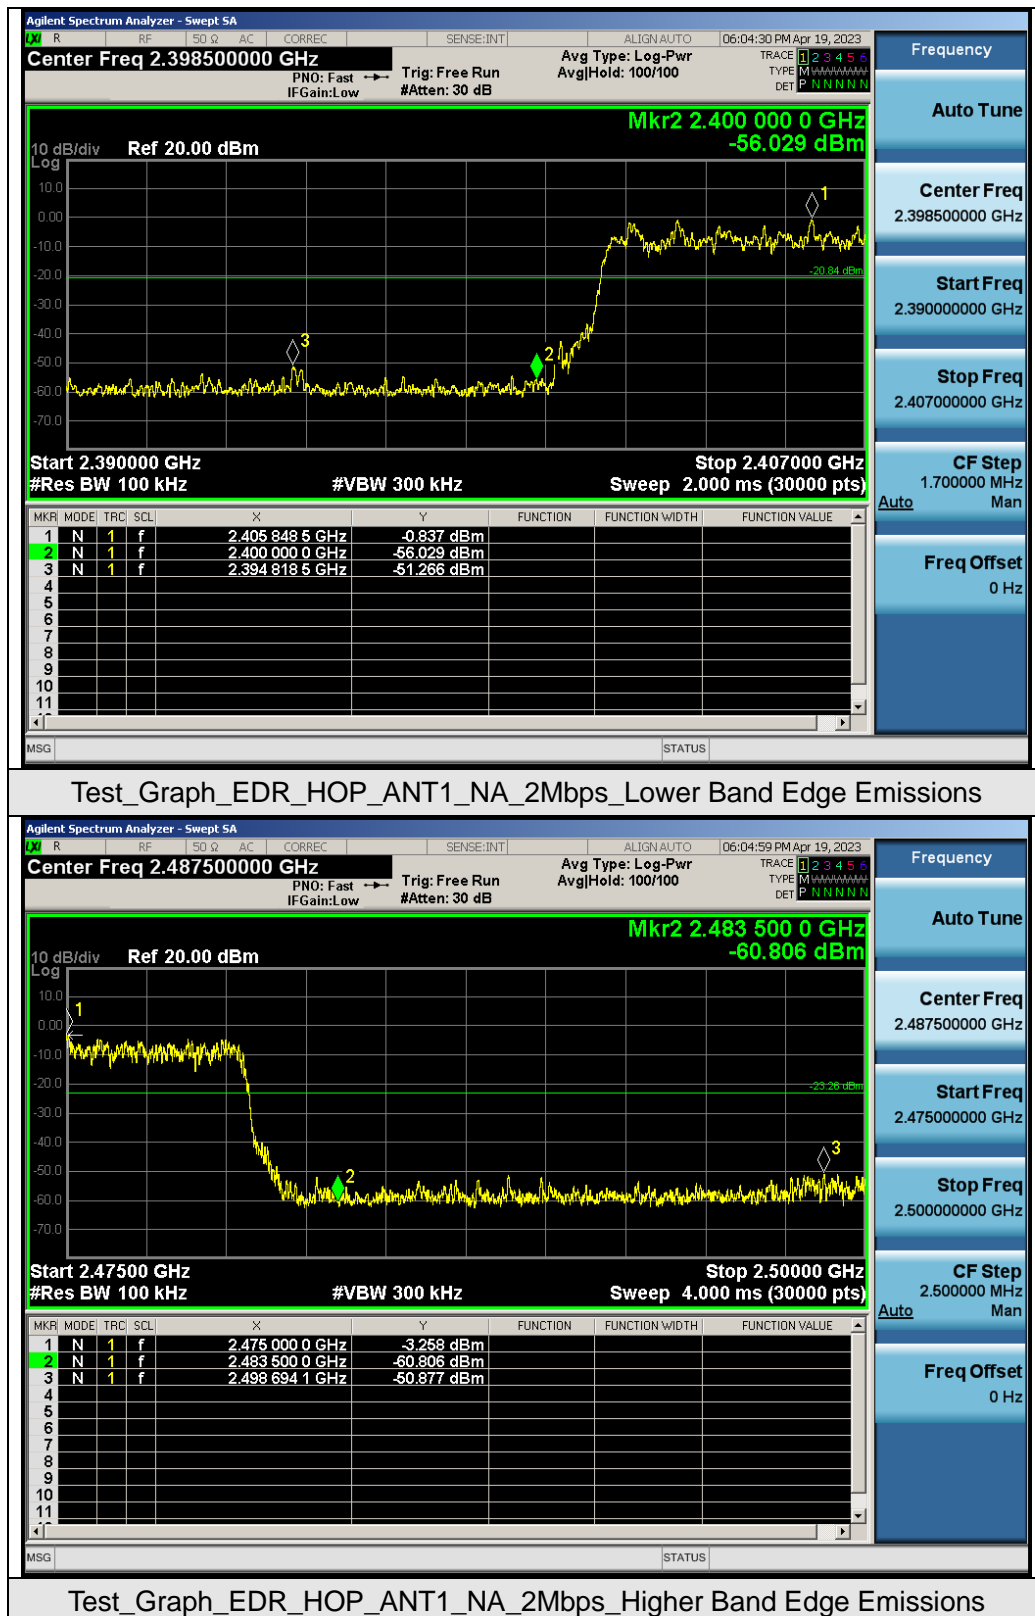 Agilent Spectrum Analyzer - Swept SA
LXI R RF 50 Ω AC CORREC SENSE:INT ALIGN AUTO 06:04:30 PM Apr 19, 2023
Center Freq 2.398500000 GHz
PNO: Fast
IFGain:Low
Trig: Free Run
#Atten: 30 dB
Avg Type: Log-Pwr
Avg|Hold: 100/100
TRACE 1 2 3 4 5 6
TYPE M WWWWW
DET P N N N N N
Mkr2 2.400 000 0 GHz
-56.029 dBm
10 dB/div Ref 20.00 dBm
Log
10.0
0.00
-10.0
-20.0
-30.0
-40.0
-50.0
-60.0
-70.0
1
2
3
-20.84 dBm
Start 2.390000 GHz Stop 2.407000 GHz
#Res BW 100 kHz #VBW 300 kHz Sweep 2.000 ms (30000 pts)
MKR MODE TRC SCL X Y FUNCTION FUNCTION WIDTH FUNCTION VALUE
1 N 1 f 2.405 848 5 GHz -0.837 dBm
2 N 1 f 2.400 000 0 GHz -56.029 dBm
3 N 1 f 2.394 818 5 GHz -51.266 dBm
4
5
6
7
8
9
10
11
MSG STATUS
Frequency
Auto Tune
Center Freq
2.398500000 GHz
Start Freq
2.390000000 GHz
Stop Freq
2.407000000 GHz
CF Step
1.700000 MHz
Auto Man
Freq Offset
0 Hz
Test_Graph_EDR_HOP_ANT1_NA_2Mbps_Lower Band Edge Emissions
Agilent Spectrum Analyzer - Swept SA
LXI R RF 50 Ω AC CORREC SENSE:INT ALIGN AUTO 06:04:59 PM Apr 19, 2023
Center Freq 2.487500000 GHz
PNO: Fast
IFGain:Low
Trig: Free Run
#Atten: 30 dB
Avg Type: Log-Pwr
Avg|Hold: 100/100
TRACE 1 2 3 4 5 6
TYPE M WWWWW
DET P N N N N N
Mkr2 2.483 500 0 GHz
-60.806 dBm
10 dB/div Ref 20.00 dBm
Log
10.0
0.00
-10.0
-20.0
-30.0
-40.0
-50.0
-60.0
-70.0
1
2
3
-23.26 dBm
Start 2.47500 GHz Stop 2.50000 GHz
#Res BW 100 kHz #VBW 300 kHz Sweep 4.000 ms (30000 pts)
MKR MODE TRC SCL X Y FUNCTION FUNCTION WIDTH FUNCTION VALUE
1 N 1 f 2.475 000 0 GHz -3.258 dBm
2 N 1 f 2.483 500 0 GHz -60.806 dBm
3 N 1 f 2.498 694 1 GHz -50.877 dBm
4
5
6
7
8
9
10
11
MSG STATUS
Frequency
Auto Tune
Center Freq
2.487500000 GHz
Start Freq
2.475000000 GHz
Stop Freq
2.500000000 GHz
CF Step
2.500000 MHz
Auto Man
Freq Offset
0 Hz
Test_Graph_EDR_HOP_ANT1_NA_2Mbps_Higher Band Edge Emissions